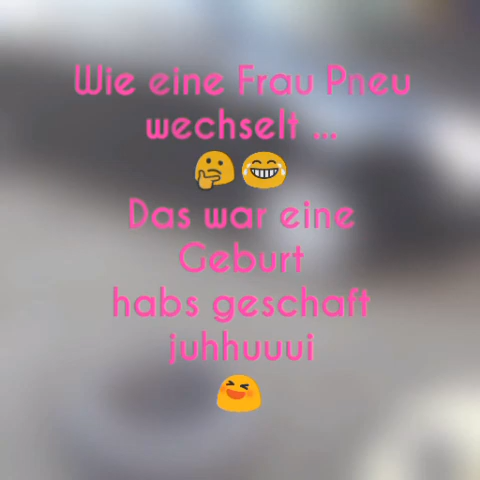 Wie eine Frau Pneu
wechselt ...
🤔😂
Das war eine
Geburt
habs geschaft
juhhuuui
😆